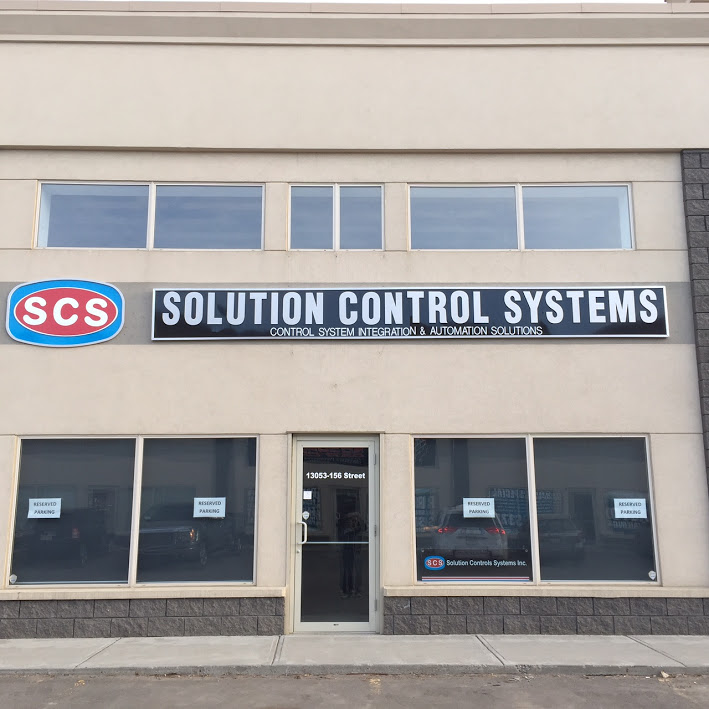 SCS
SOLUTION CONTROL SYSTEMS
CONTROL SYSTEM INTEGRATION & AUTOMATION SOLUTIONS
13053-156 Street
RESERVED
PARKING
RESERVED
PARKING
RESERVED
PARKING
RESERVED
PARKING
SCS Solution Controls Systems Inc.